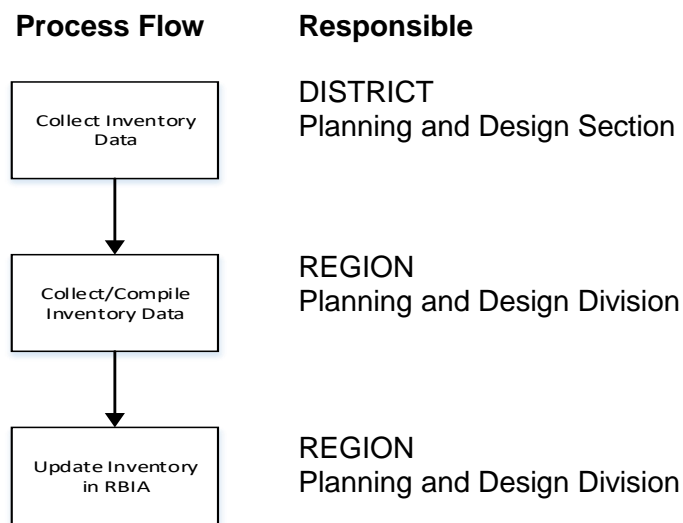 Process Flow Responsible
Collect Inventory
Data
DISTRICT
Planning and Design Section
Collect/Compile
Inventory Data
REGION
Planning and Design Division
Update Inventory
in RBIA
REGION
Planning and Design Division